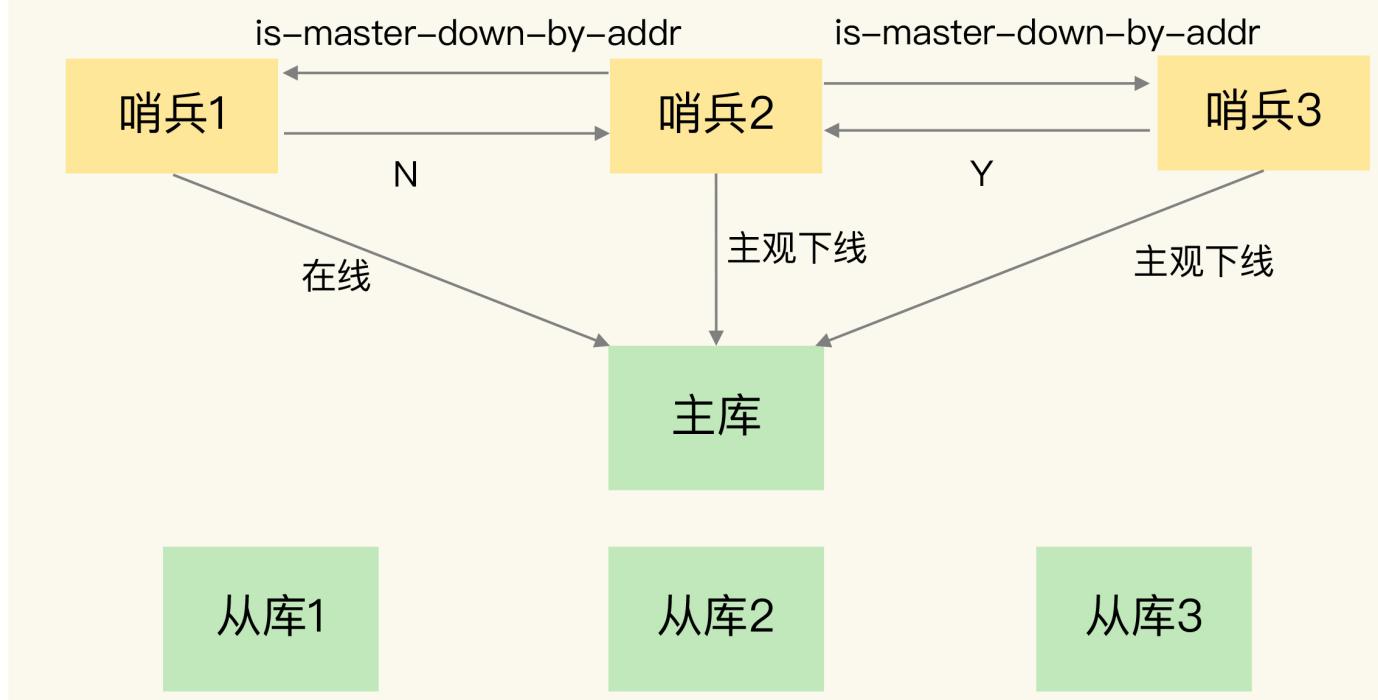 is–master–down–by–addr
is–master–down–by–addr
哨兵1
哨兵2
哨兵3
N
Y
在线
主观下线
主观下线
主库
从库1
从库2
从库3